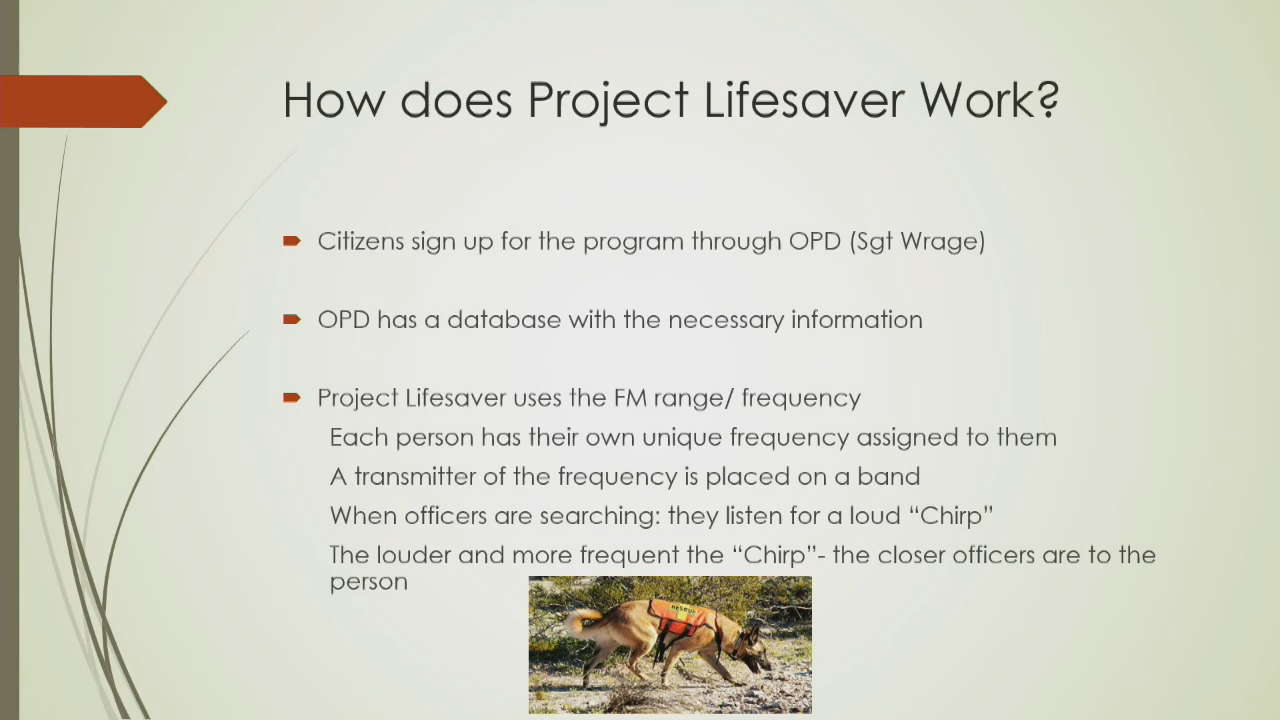 How does Project Lifesaver Work?
Citizens sign up for the program through OPD (Sgt Wrage)
OPD has a database with the necessary information
Project Lifesaver uses the FM range/ frequency
Each person has their own unique frequency assigned to them
A transmitter of the frequency is placed on a band
When officers are searching: they listen for a loud “Chirp”
The louder and more frequent the “Chirp”- the closer officers are to the
person
RESCUE